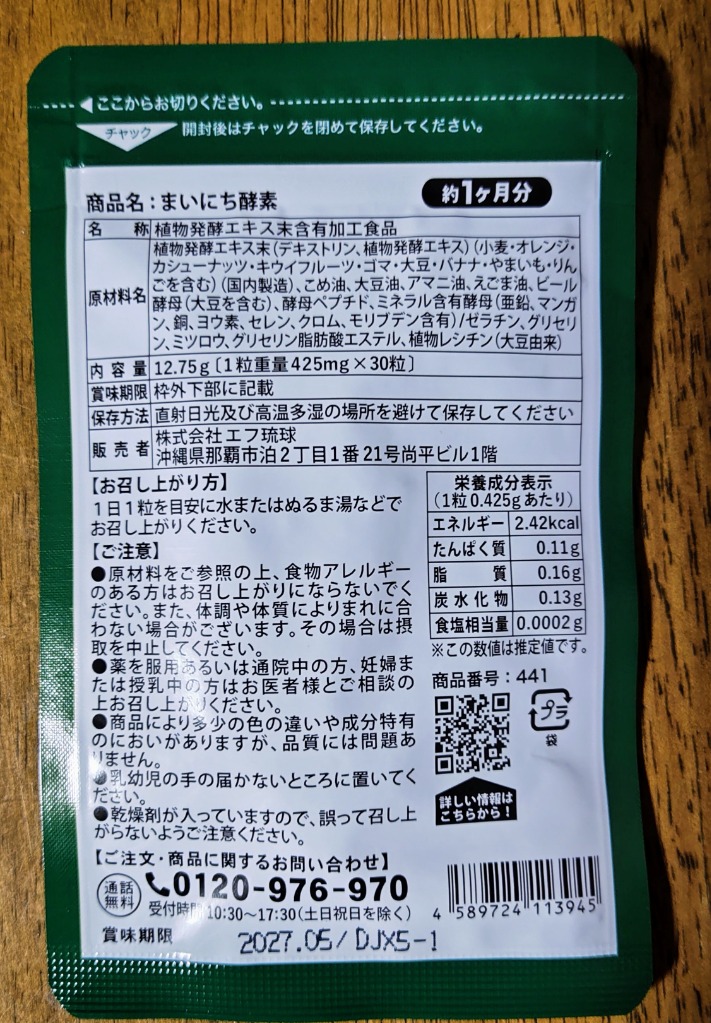 ここからお切りください。
チャック 開封後はチャックを閉めて保存してください。
商品名:まいにち酵素
約1ヶ月分
名 称 植物発酵エキス末含有加工食品
原材料名
植物発酵エキス末(デキストリン、植物発酵エキス)(小麦・オレンジ・
カシューナッツ・キウイフルーツ・ゴマ・大豆・バナナ・やまいも・りん
ごを含む)(国内製造)、こめ油、大豆油、アマニ油、えごま油、ビール
酵母(大豆を含む)、酵母ペプチド、ミネラル含有酵母(亜鉛、マンガ
ン、銅、ヨウ素、セレン、クロム、モリブデン含有)/ゼラチン、グリセリ
ン、ミツロウ、グリセリン脂肪酸エステル、植物レシチン(大豆由来)
内 容 量 12.75g〔1粒重量425mg×30粒〕
賞味期限 枠外下部に記載
保存方法 直射日光及び高温多湿の場所を避けて保存してください
販 売 者 株式会社エフ琉球
沖縄県那覇市泊2丁目1番21号尚平ビル1階
【お召し上がり方】
1日1粒を目安に水またはぬるま湯などで
お召し上がりください。
【ご注意】
●原材料をご参照の上、食物アレルギー
のある方はお召し上がりにならないでく
ださい。また、体調や体質によりまれに合
わない場合がございます。その場合は摂
取を中止してください。
●薬を服用あるいは通院中の方、妊婦ま
たは授乳中の方はお医者様とご相談の
上お召し上がりください。
●商品により多少の色の違いや成分特有
のにおいがありますが、品質には問題あ
りません。
●乳幼児の手の届かないところに置いてく
ださい。
●乾燥剤が入っていますので、誤って召し上
がらないようご注意ください。
栄養成分表示
(1粒0.425gあたり)
エネルギー 2.42kcal
たんぱく質 0.11g
脂 質 0.16g
炭水化物 0.13g
食塩相当量 0.0002g
※この数値は推定値です。
商品番号:441
プラ
袋
詳しい情報は
こちらから!
【ご注文・商品に関するお問い合わせ】
通話
無料
0120-976-970
受付時間10:30~17:30(土日祝日を除く)
4 589724 113945
賞味期限 2027.05/DJX5-1